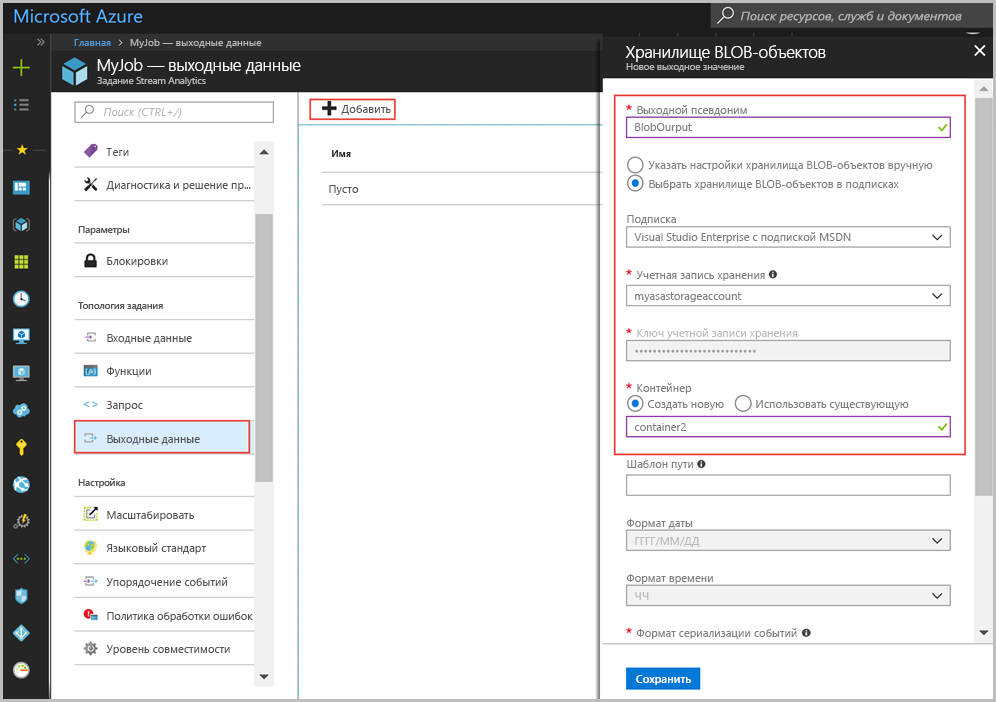 Microsoft Azure
Поиск ресурсов, служб и документов
Главная > MyJob — выходные данные
MyJob — выходные данные
Задание Stream Analytics
Поиск (CTRL+/)
Теги
Диагностика и решение пр...
Параметры
Блокировки
Топология задания
Входные данные
Функции
Запрос
Выходные данные
Настройка
Масштабировать
Языковый стандарт
Упорядочение событий
Политика обработки ошибок
Уровень совместимости
Добавить
Имя
Пусто
Хранилище BLOB-объектов
Новое выходное значение
* Выходной псевдоним
BlobOurput
Указать настройки хранилища BLOB-объектов вручную
Выбрать хранилище BLOB-объектов в подписках
Подписка
Visual Studio Enterprise с подпиской MSDN
* Учетная запись хранения
myasastorageaccount
* Ключ учетной записи хранения
* Контейнер
Создать новую Использовать существующую
container2
Шаблон пути
Формат даты
ГГГГ/ММ/ДД
Формат времени
ЧЧ
* Формат сериализации событий
Сохранить